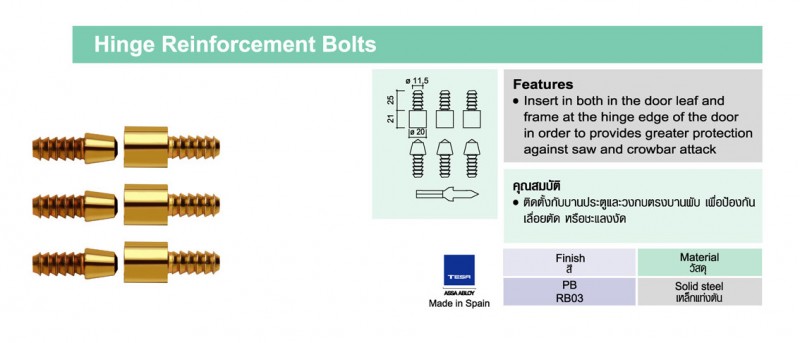 Hinge Reinforcement Bolts
ø 11,5
25
21
ø 20
Features
• Insert in both in the door leaf and
frame at the hinge edge of the door
in order to provides greater protection
against saw and crowbar attack
คุณสมบัติ
• ติดตั้งกับบานประตูและวงกบตรงบานพับ เพื่อป้องกัน
เลื่อยตัด หรือชะแลงงัด
TESA
ASSA ABLOY
Made in Spain
Finish
สี
Material
วัสดุ
PB
RB03
Solid steel
เหล็กแท่งตัน